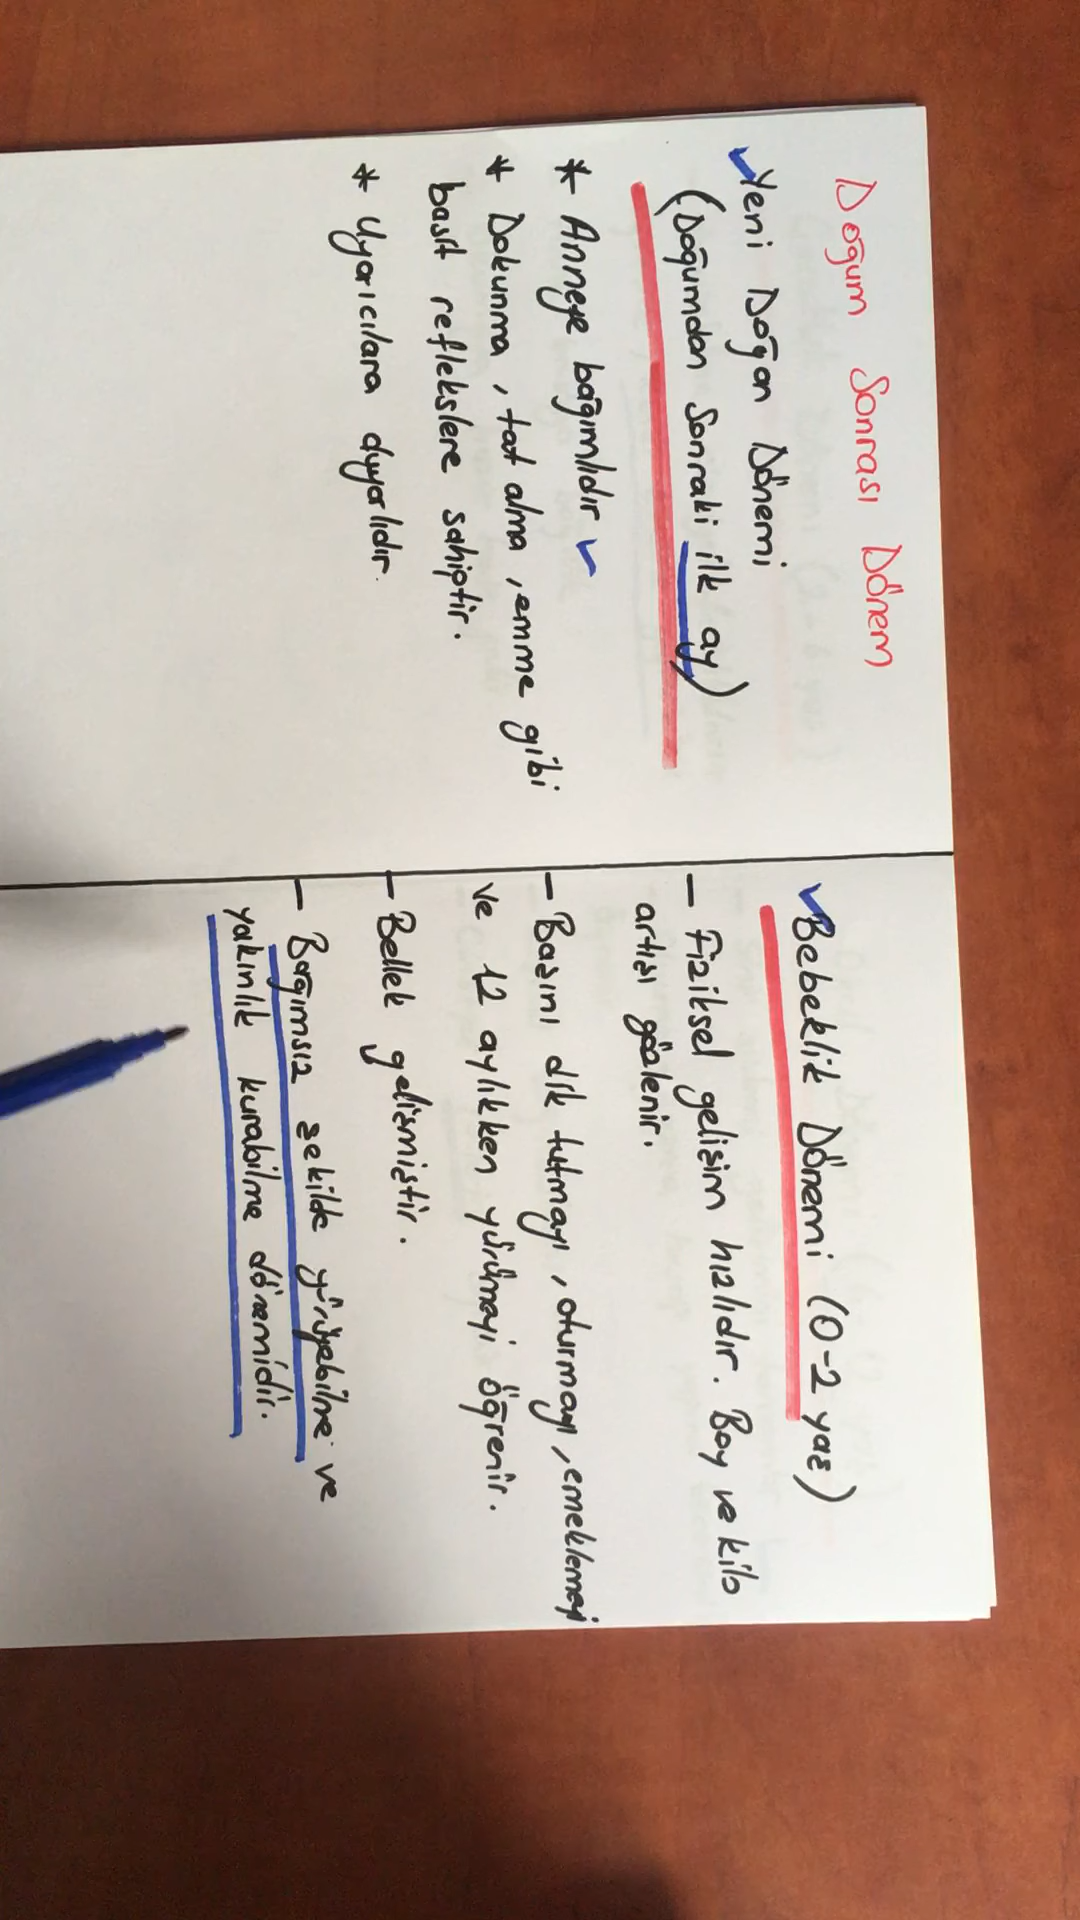 Doğum Sonrası Dönem
Yeni Doğan Dönemi
(Doğumdan Sonraki ilk ay)
* Anneye bağımlıdır
* Dokunma, tat alma, emme gibi
basit reflekslere sahiptir.
* Uyarıcılara duyarlıdır.
Bebeklik Dönemi (0-2 yaş)
- Fiziksel gelişim hızlıdır. Boy ve kilo
artışı gözlenir.
- Başını dik tutmayı, oturmayı, emeklemeyi
ve 12 aylıkken yürümeyi öğrenir.
- Bellek gelişmiştir.
- Bağımsız şekilde yürüyebilme ve
yakınlık kurabilme dönemidir.